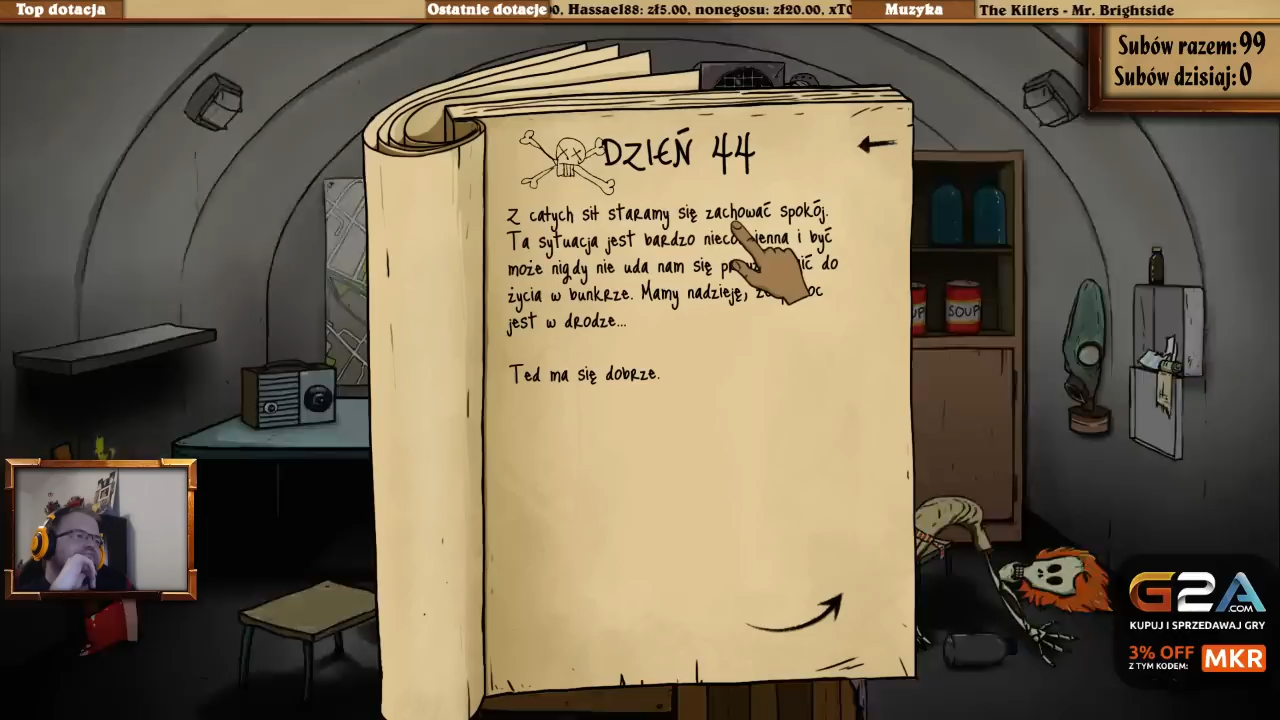 Top dotacja
Ostatnie dotacje
0, Hassael88: zł5.00, nonegosu: zł20.00, xT
Muzyka
The Killers - Mr. Brightside
Subów razem: 99
Subów dzisiaj: 0
DZIEŃ 44
Z całych sił staramy się zachować spokój.
Ta sytuacja jest bardzo i być
może nigdy nie uda nam się do
życia w bunkrze. Mamy nadzieję,
jest w drodze...
Ted ma się dobrze.
UP
SOUP
G2A
.COM
KUPUJ I SPRZEDAWAJ GRY
3% OFF
Z TYM KODEM:
MKR